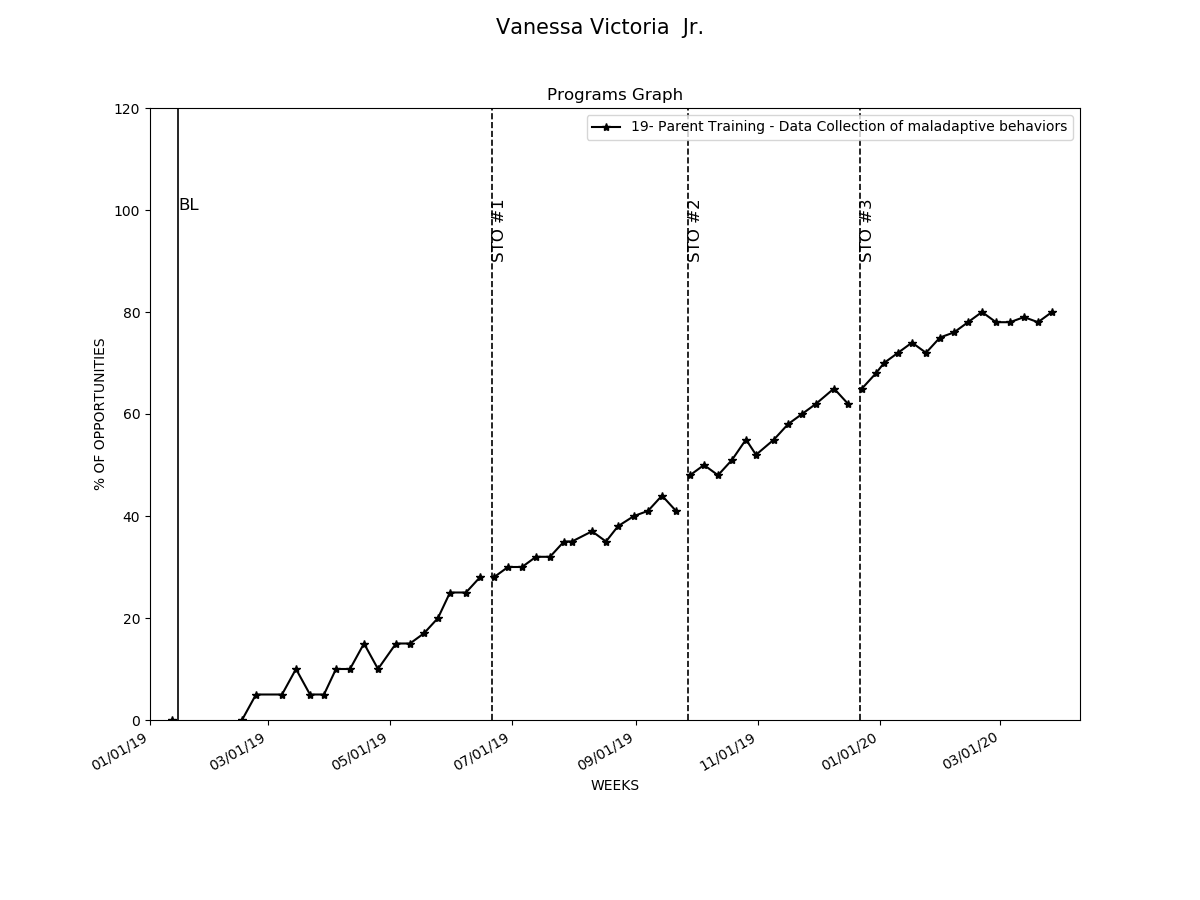 Vanessa Victoria  Jr.
Programs Graph
19- Parent Training - Data Collection of maladaptive behaviors
BL
STO #1
STO #2
STO #3
% OF OPPORTUNITIES
120
100
80
60
40
20
0
01/01/19
03/01/19
05/01/19
07/01/19
09/01/19
11/01/19
01/01/20
03/01/20
WEEKS